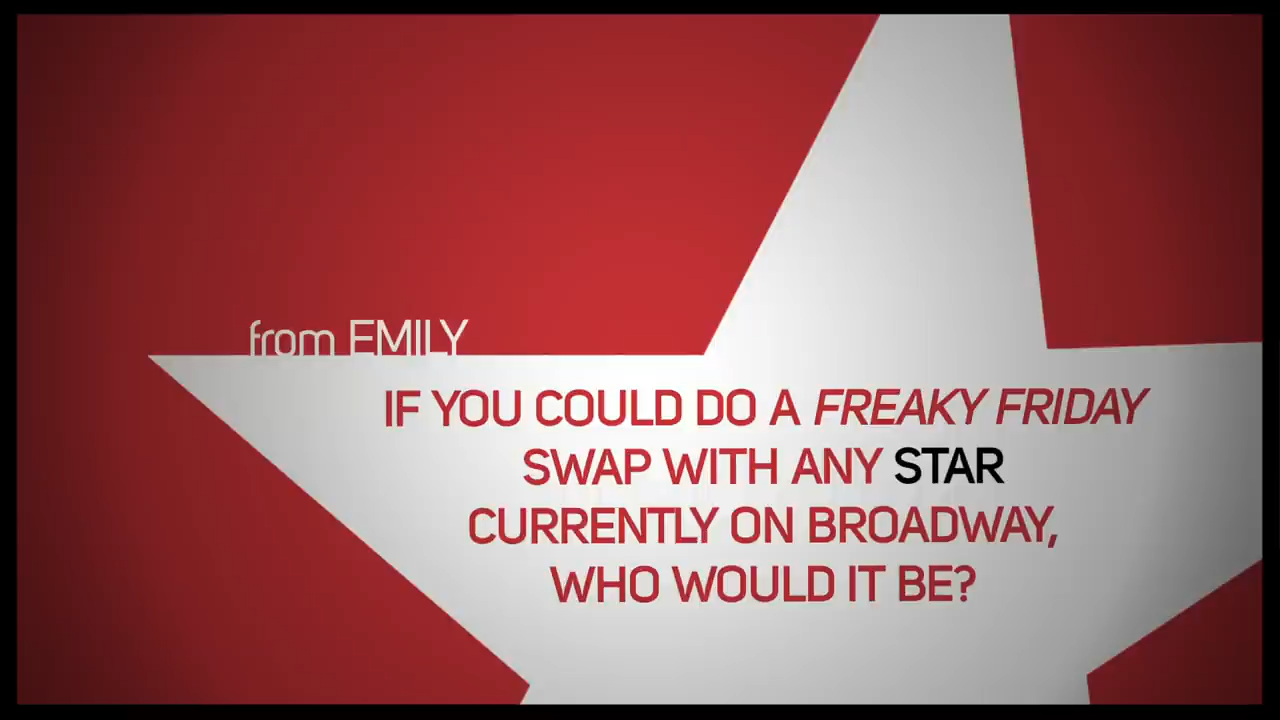 from EMILY
IF YOU COULD DO A FREAKY FRIDAY
SWAP WITH ANY STAR
CURRENTLY ON BROADWAY,
WHO WOULD IT BE?